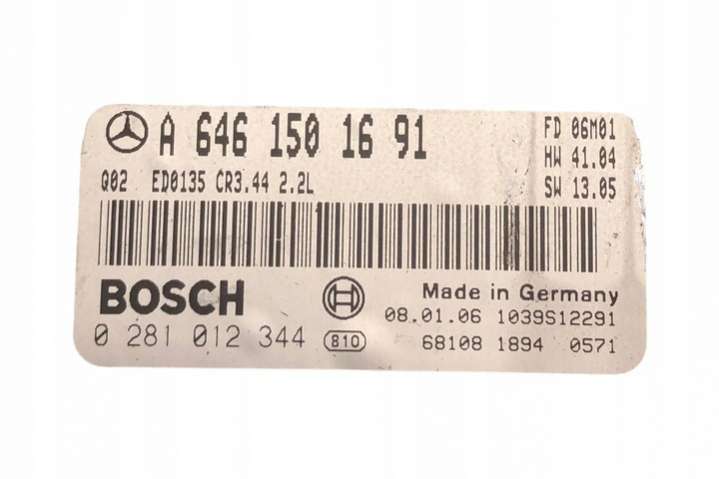 A 646 150 16 91
FD 06M01
HW 41.04
SW 13.05
Q02 ED0135 CR3.44 2.2L
BOSCH
Made in Germany
08.01.06 1039S12291
0 281 012 344 810
68108 1894 0571